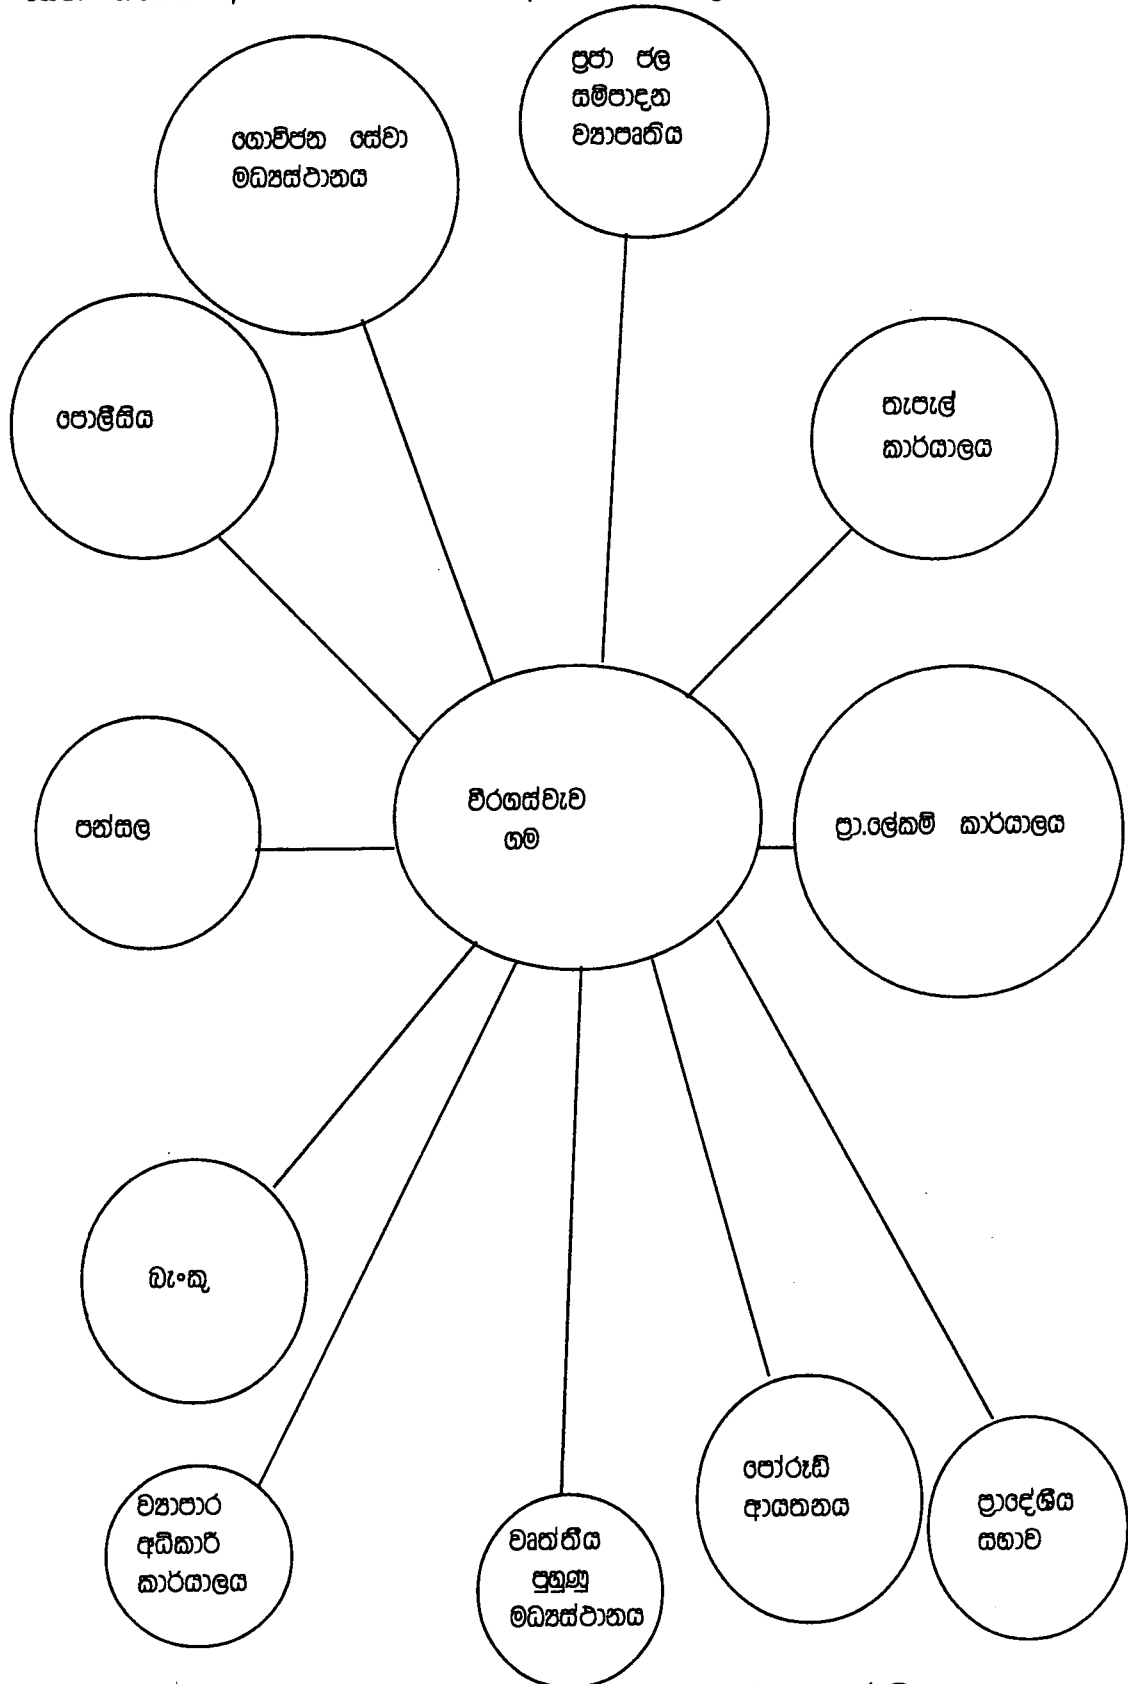 ප්‍රජා ජල
සම්පාදන
ව්‍යාපෘතිය
ගොවිජන සේවා
මධ්‍යස්ථානය
පොලීසිය
තැපැල්
කාර්යාලය
වීරගස්වැව
ගම
පන්සල
ප්‍රා.ලේකම් කාර්යාලය
බැංකු
ව්‍යාපාර
අධිකාරී
කාර්යාලය
වෘත්තීය
පුහුණු
මධ්‍යස්ථානය
පෝරූඩ්
ආයතනය
ප්‍රාදේශීය
සභාව